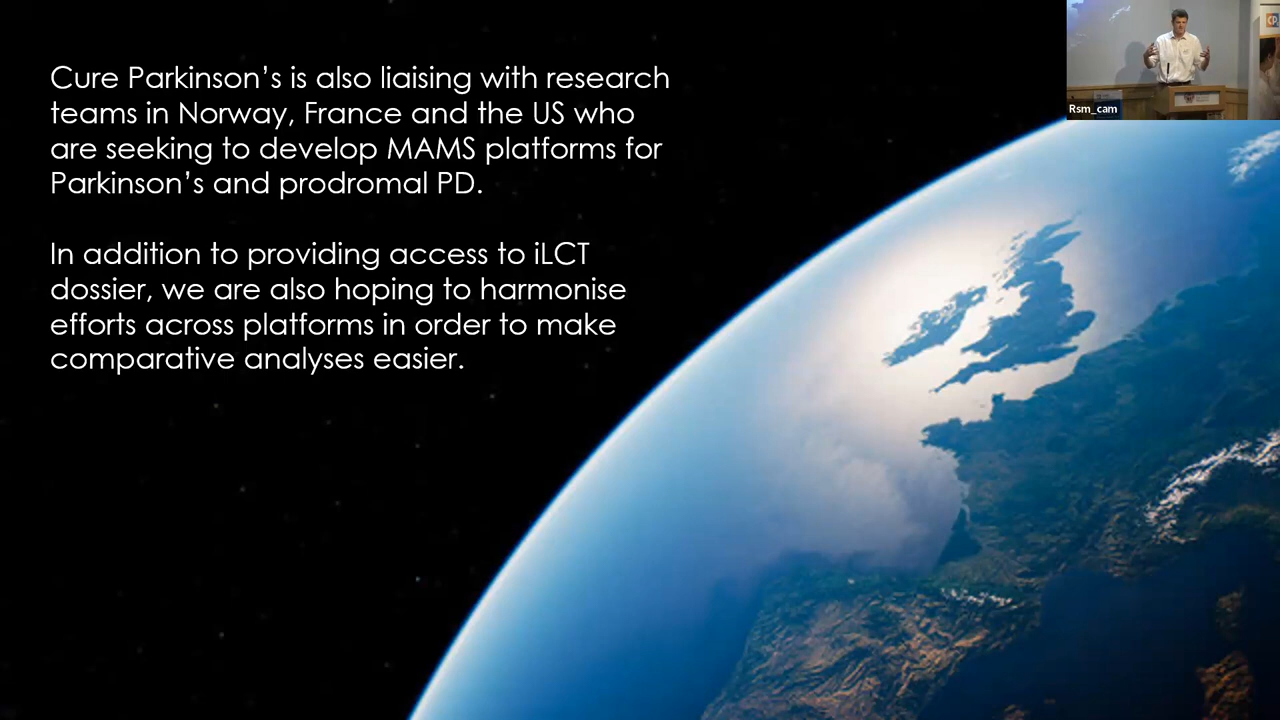 Cure Parkinson’s is also liaising with research
teams in Norway, France and the US who
are seeking to develop MAMS platforms for
Parkinson’s and prodromal PD.
In addition to providing access to iLCT
dossier, we are also hoping to harmonise
efforts across platforms in order to make
comparative analyses easier.
Rsm_cam